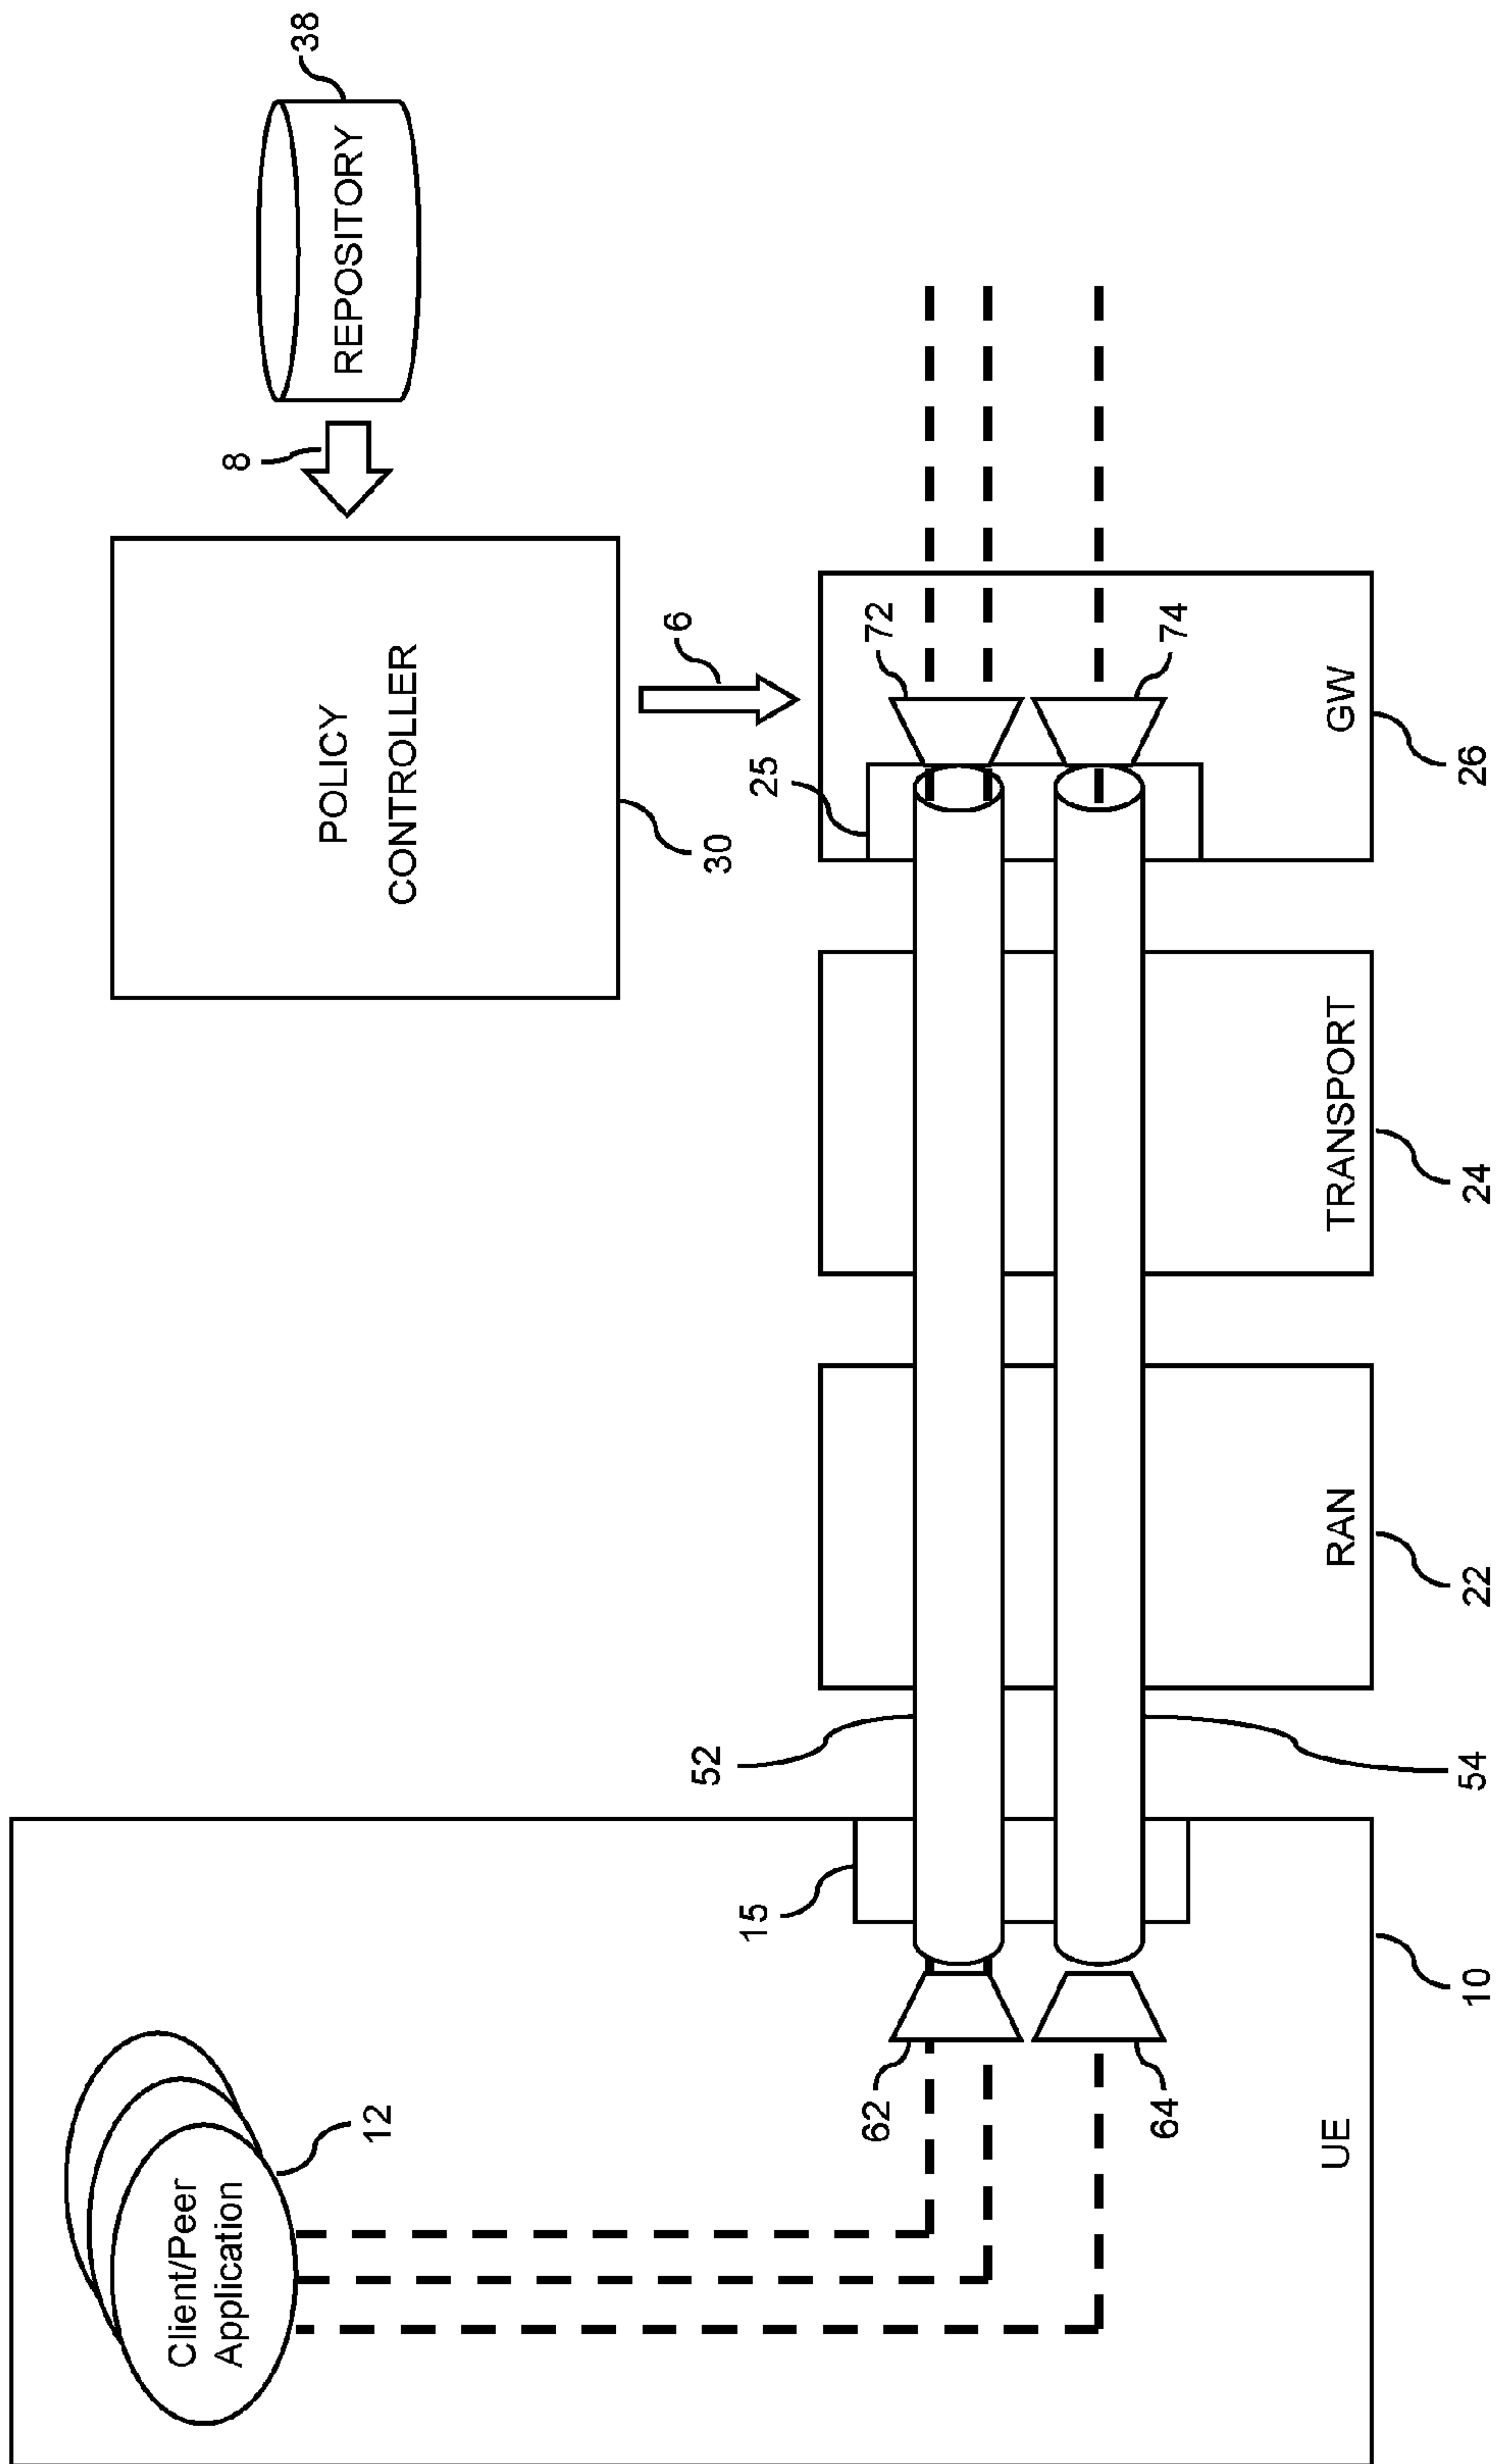 Client/Peer
Application
12
UE
10
15
62
64
52
54
RAN
22
TRANSPORT
24
GW
26
25
72
74
6
POLICY
CONTROLLER
30
8
REPOSITORY
38